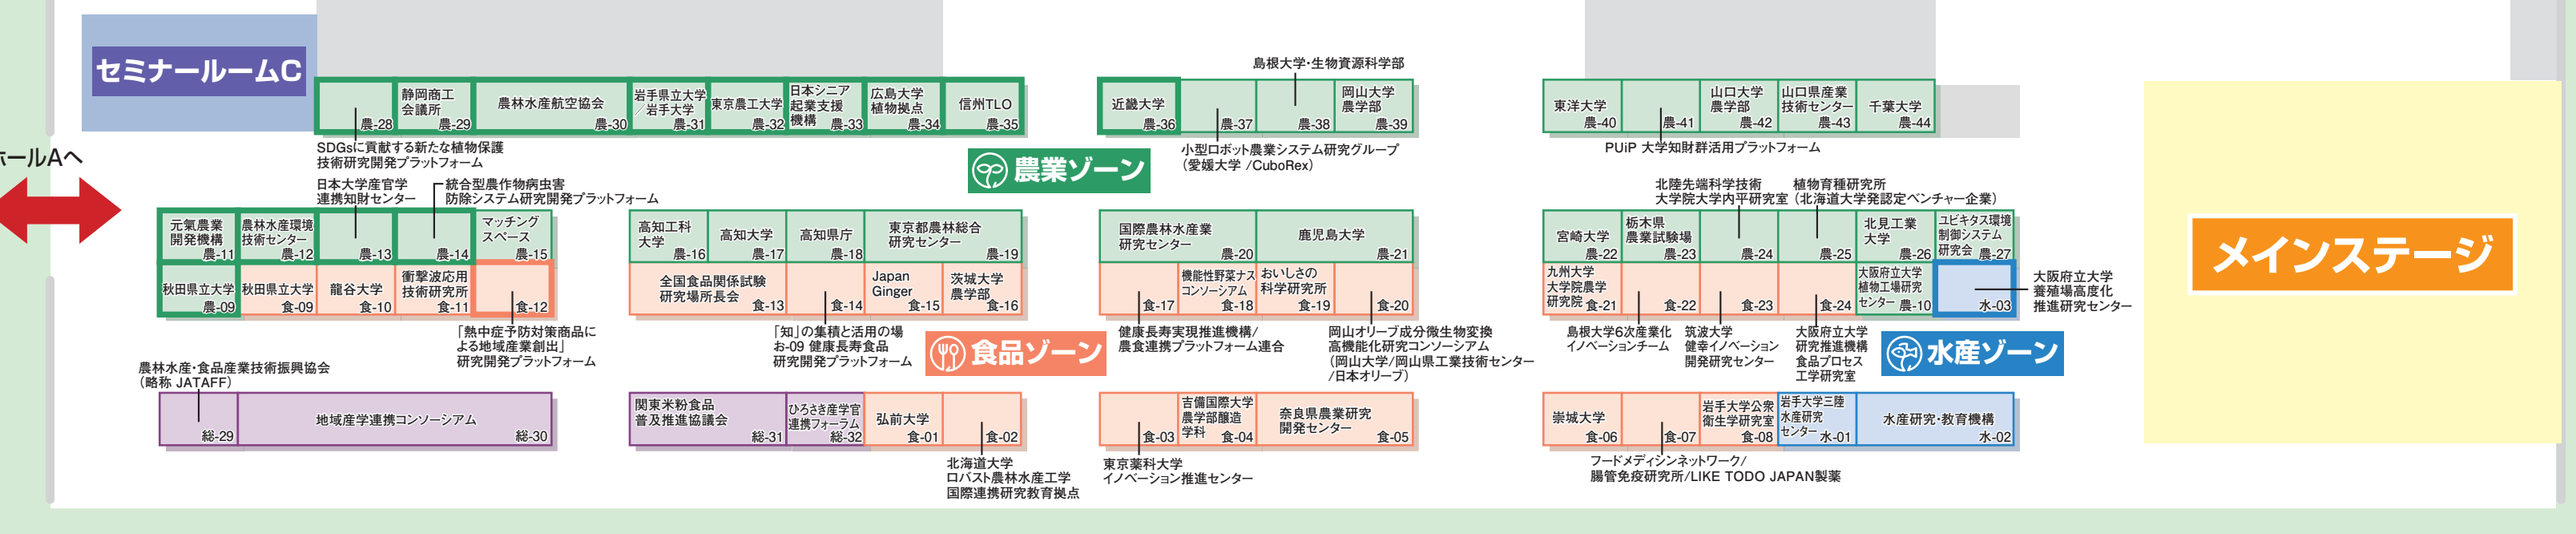 セミナールームC
島根大学・生物資源科学部
農-28
静岡商工
会議所
農-29
農林水産航空協会
農-30
岩手県立大学
/岩手大学
農-31
東京農工大学
農-32
日本シニア
起業支援
機構
農-33
広島大学
植物拠点
農-34
信州TLO
農-35
近畿大学
農-36
農-37
農-38
岡山大学
農学部
農-39
東洋大学
農-40
農-41
山口大学
農学部
農-42
山口県産業
技術センター
農-43
千葉大学
農-44
SDGsに貢献する新たな植物保護
技術研究開発プラットフォーム
小型ロボット農業システム研究グループ
(愛媛大学 /CuboRex)
PUiP 大学知財群活用プラットフォーム
ホールAへ
農業ゾーン
日本大学産官学
連携知財センター
統合型農作物病虫害
防除システム研究開発プラットフォーム
北陸先端科学技術
大学院大学内平研究室
植物育種研究所
(北海道大学発認定ベンチャー企業)
元氣農業
開発機構
農-11
農林水産環境
技術センター
農-12
農-13
農-14
マッチング
スペース
農-15
高知工科
大学
農-16
高知大学
農-17
高知県庁
農-18
東京都農林総合
研究センター
農-19
国際農林水産業
研究センター
農-20
鹿児島大学
農-21
宮崎大学
農-22
栃木県
農業試験場
農-23
農-24
農-25
北見工業
大学
農-26
ユビキタス環境
制御システム
研究会
農-27
メインステージ
秋田県立大学
農-09
秋田県立大学
食-09
龍谷大学
食-10
衝撃波応用
技術研究所
食-11
食-12
全国食品関係試験
研究場所長会
食-13
食-14
Japan
Ginger
食-15
茨城大学
農学部
食-16
食-17
機能性野菜ナス
コンソーシアム
食-18
おいしさの
科学研究所
食-19
食-20
九州大学
大学院農学
研究院
食-21
食-22
食-23
食-24
大阪府立大学
植物工場研究
センター
農-10
水-03
大阪府立大学
養殖場高度化
推進研究センター
「熱中症予防対策商品に
よる地域産業創出」
研究開発プラットフォーム
「知」の集積と活用の場
お-09 健康長寿食品
研究開発プラットフォーム
食品ゾーン
健康長寿実現推進機構/
農食連携プラットフォーム連合
岡山オリーブ成分微生物変換
高機能化研究コンソーシアム
(岡山大学/岡山県工業技術センター
/日本オリーブ)
島根大学6次産業化
イノベーションチーム
筑波大学
健幸イノベーション
開発研究センター
大阪府立大学
研究推進機構
食品プロセス
工学研究室
水産ゾーン
農林水産・食品産業技術振興協会
(略称 JATAFF)
総-29
地域産学連携コンソーシアム
総-30
関東米粉食品
普及推進協議会
総-31
ひろさき産学官
連携フォーラム
総-32
弘前大学
食-01
食-02
食-03
吉備国際大学
農学部醸造
学科
食-04
奈良県農業研究
開発センター
食-05
崇城大学
食-06
食-07
岩手大学公衆
衛生学研究室
食-08
岩手大学三陸
水産研究
センター
水-01
水産研究・教育機構
水-02
北海道大学
ロバスト農林水産工学
国際連携研究教育拠点
東京薬科大学
イノベーション推進センター
フードメディシンネットワーク/
腸管免疫研究所/LIKE TODO JAPAN製薬